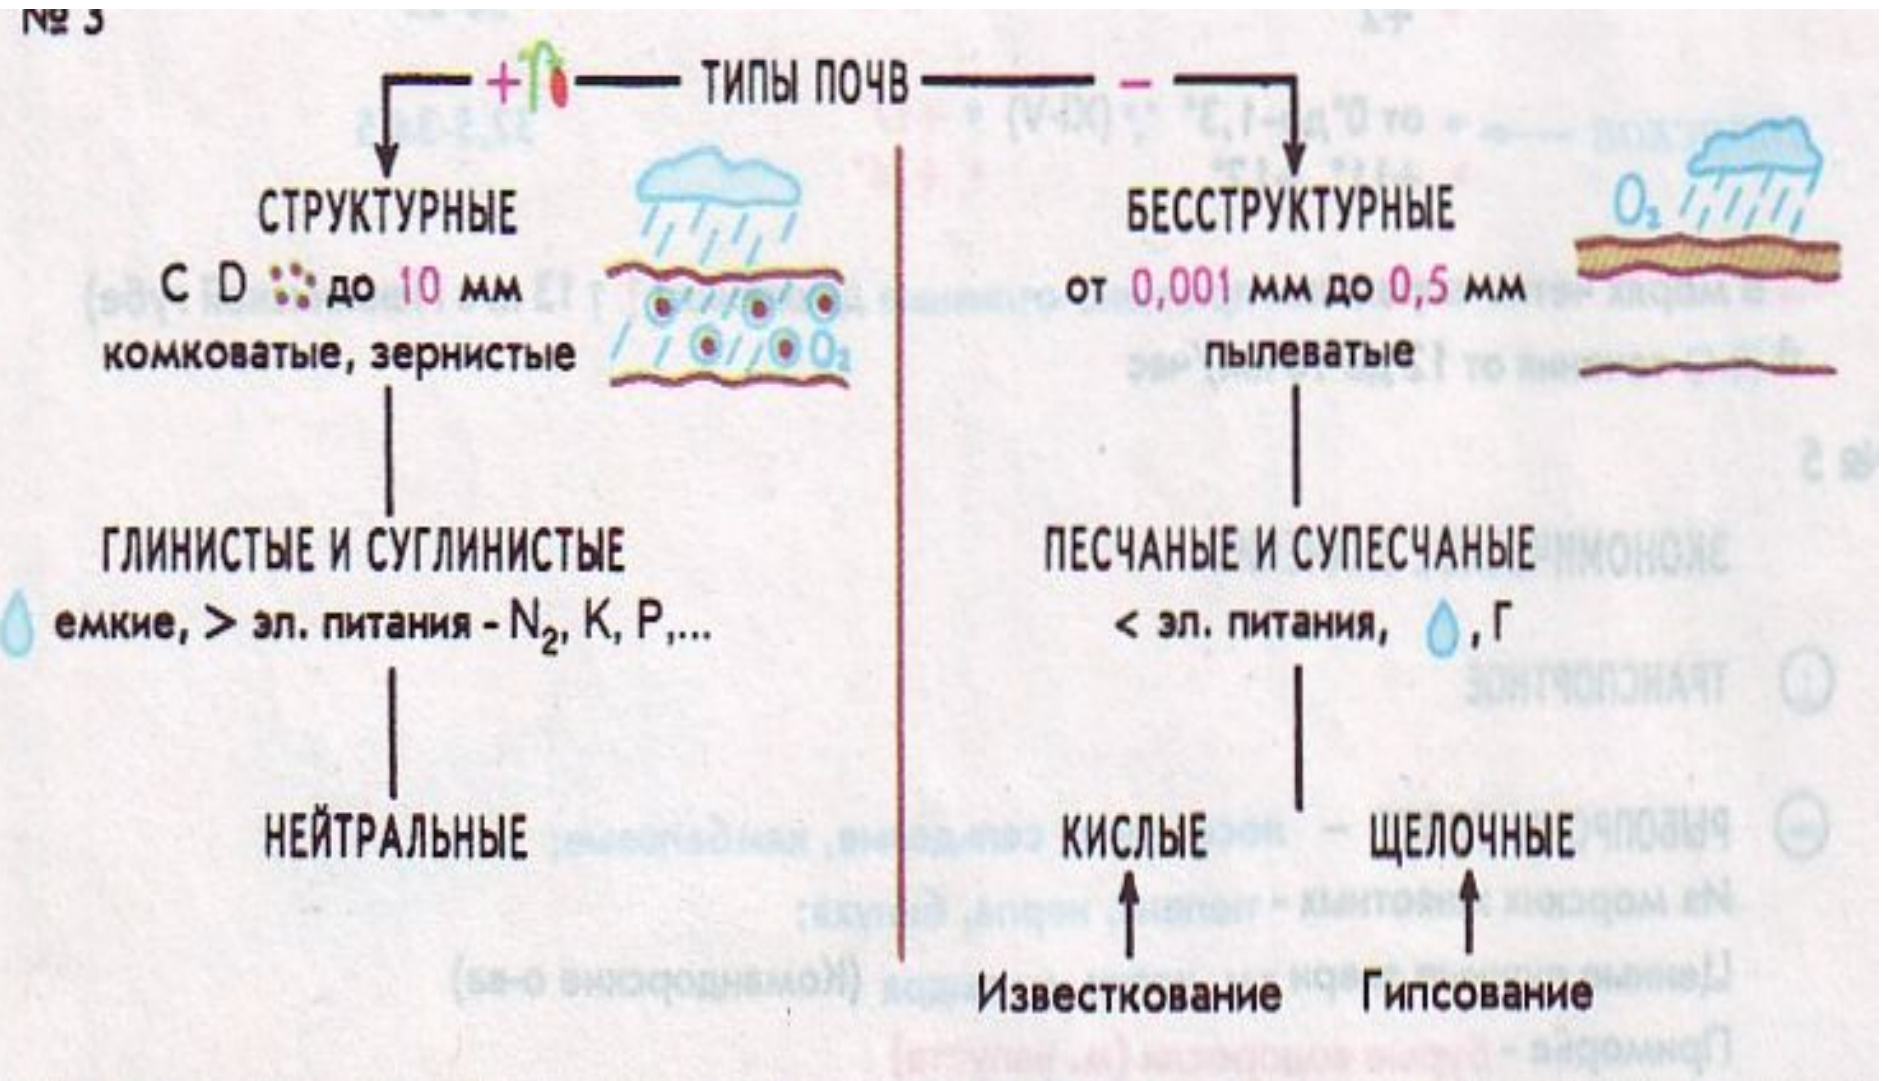 № 3
+ ТИПЫ ПОЧВ -
СТРУКТУРНЫЕ
С D до 10 мм
комковатые, зернистые
O₂
ГЛИНИСТЫЕ И СУГЛИНИСТЫЕ
емкие, > эл. питания - N₂, K, P,...
НЕЙТРАЛЬНЫЕ
БЕССТРУКТУРНЫЕ
O₂
от 0,001 мм до 0,5 мм
пылеватые
ПЕСЧАНЫЕ И СУПЕСЧАНЫЕ
< эл. питания, , Г
КИСЛЫЕ ЩЕЛОЧНЫЕ
Известкование Гипсование